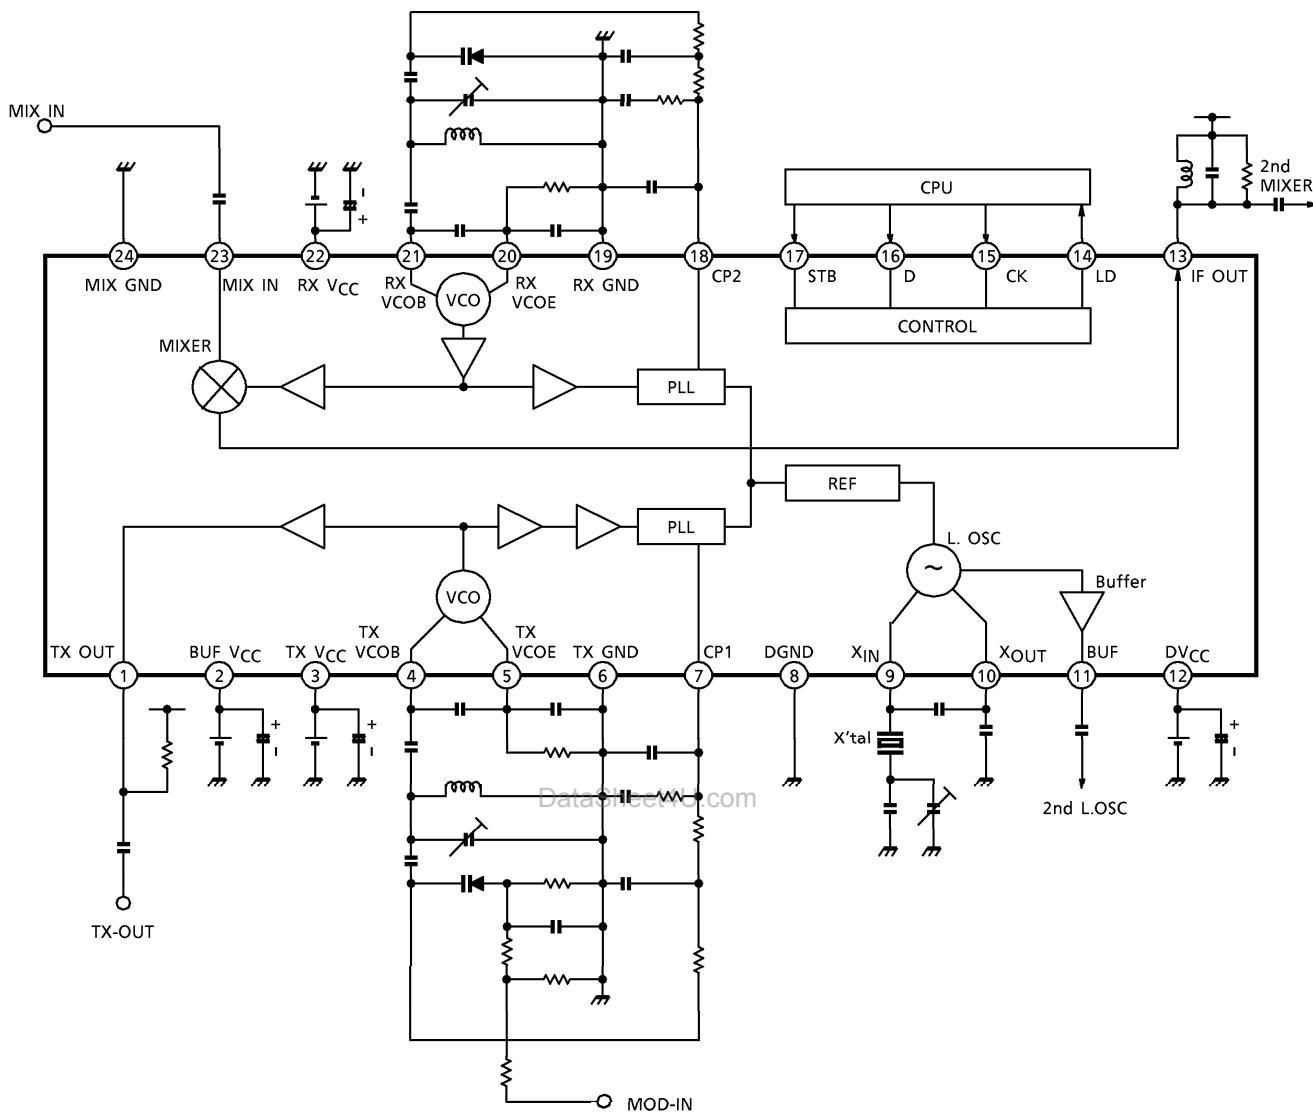 MIX IN
2nd
MIXER
CPU
24
23
22
21
20
19
18
17
16
15
14
13
MIX GND
MIX IN
RX VCC
RX
VCOB
VCO
RX
VCOE
RX GND
CP2
STB
D
CK
LD
IF OUT
CONTROL
MIXER
PLL
REF
PLL
L. OSC
~
Buffer
VCO
TX OUT
BUF VCC
TX VCC
TX
VCOB
TX
VCOE
TX GND
CP1
DGND
XIN
XOUT
BUF
DVCC
1
2
3
4
5
6
7
8
9
10
11
12
X'tal
DataSheet4U.com
2nd L.OSC
TX-OUT
MOD-IN